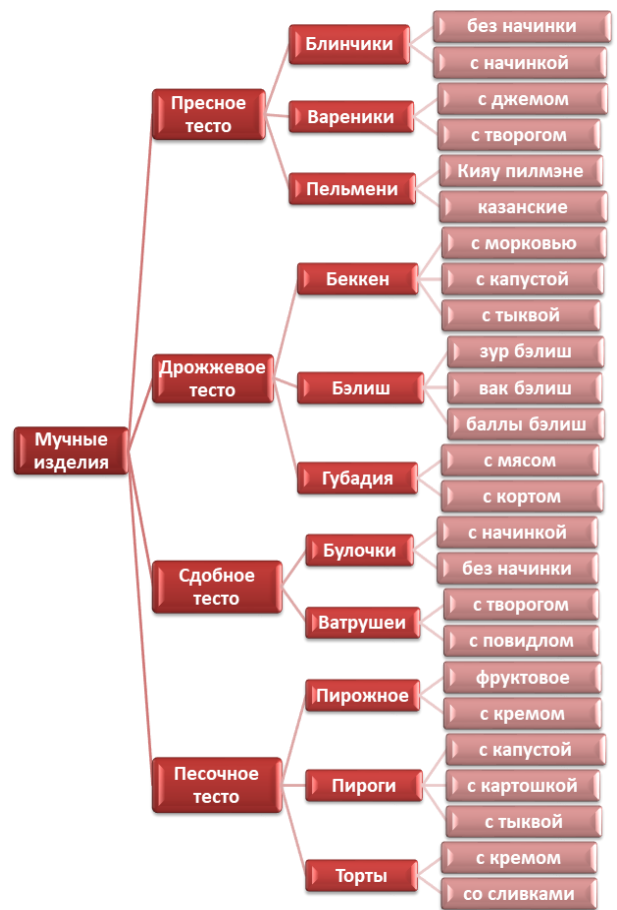 Мучные
изделия
Пресное
тесто
Блинчики
без начинки
с начинкой
Вареники
с джемом
с творогом
Пельмени
Кияу пилмэне
казанские
Дрожжевое
тесто
Беккен
с морковью
с капустой
с тыквой
Бэлиш
зур бэлиш
вак бэлиш
баллы бэлиш
Губадия
с мясом
с кортом
Сдобное
тесто
Булочки
с начинкой
без начинки
Ватрушеи
с творогом
с повидлом
Песочное
тесто
Пирожное
фруктовое
с кремом
Пироги
с капустой
с картошкой
с тыквой
Торты
с кремом
со сливками